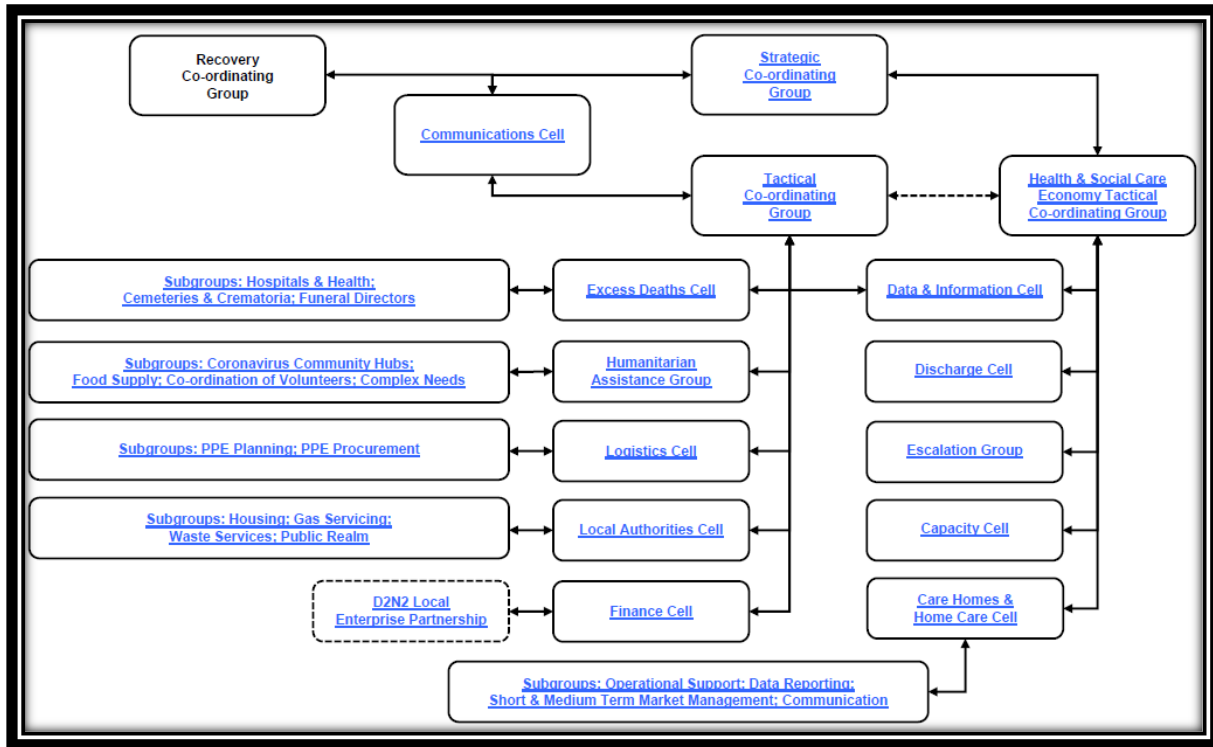 Recovery
Co-ordinating
Group
Strategic
Co-ordinating
Group
Communications Cell
Tactical
Co-ordinating
Group
Health & Social Care
Economy Tactical
Co-ordinating Group
Subgroups: Hospitals & Health;
Cemeteries & Crematoria; Funeral Directors
Excess Deaths Cell
Data & Information Cell
Subgroups: Coronavirus Community Hubs;
Food Supply; Co-ordination of Volunteers; Complex Needs
Humanitarian
Assistance Group
Discharge Cell
Subgroups: PPE Planning; PPE Procurement
Logistics Cell
Escalation Group
Subgroups: Housing; Gas Servicing;
Waste Services; Public Realm
Local Authorities Cell
Capacity Cell
D2N2 Local
Enterprise Partnership
Finance Cell
Care Homes &
Home Care Cell
Subgroups: Operational Support; Data Reporting;
Short & Medium Term Market Management; Communication